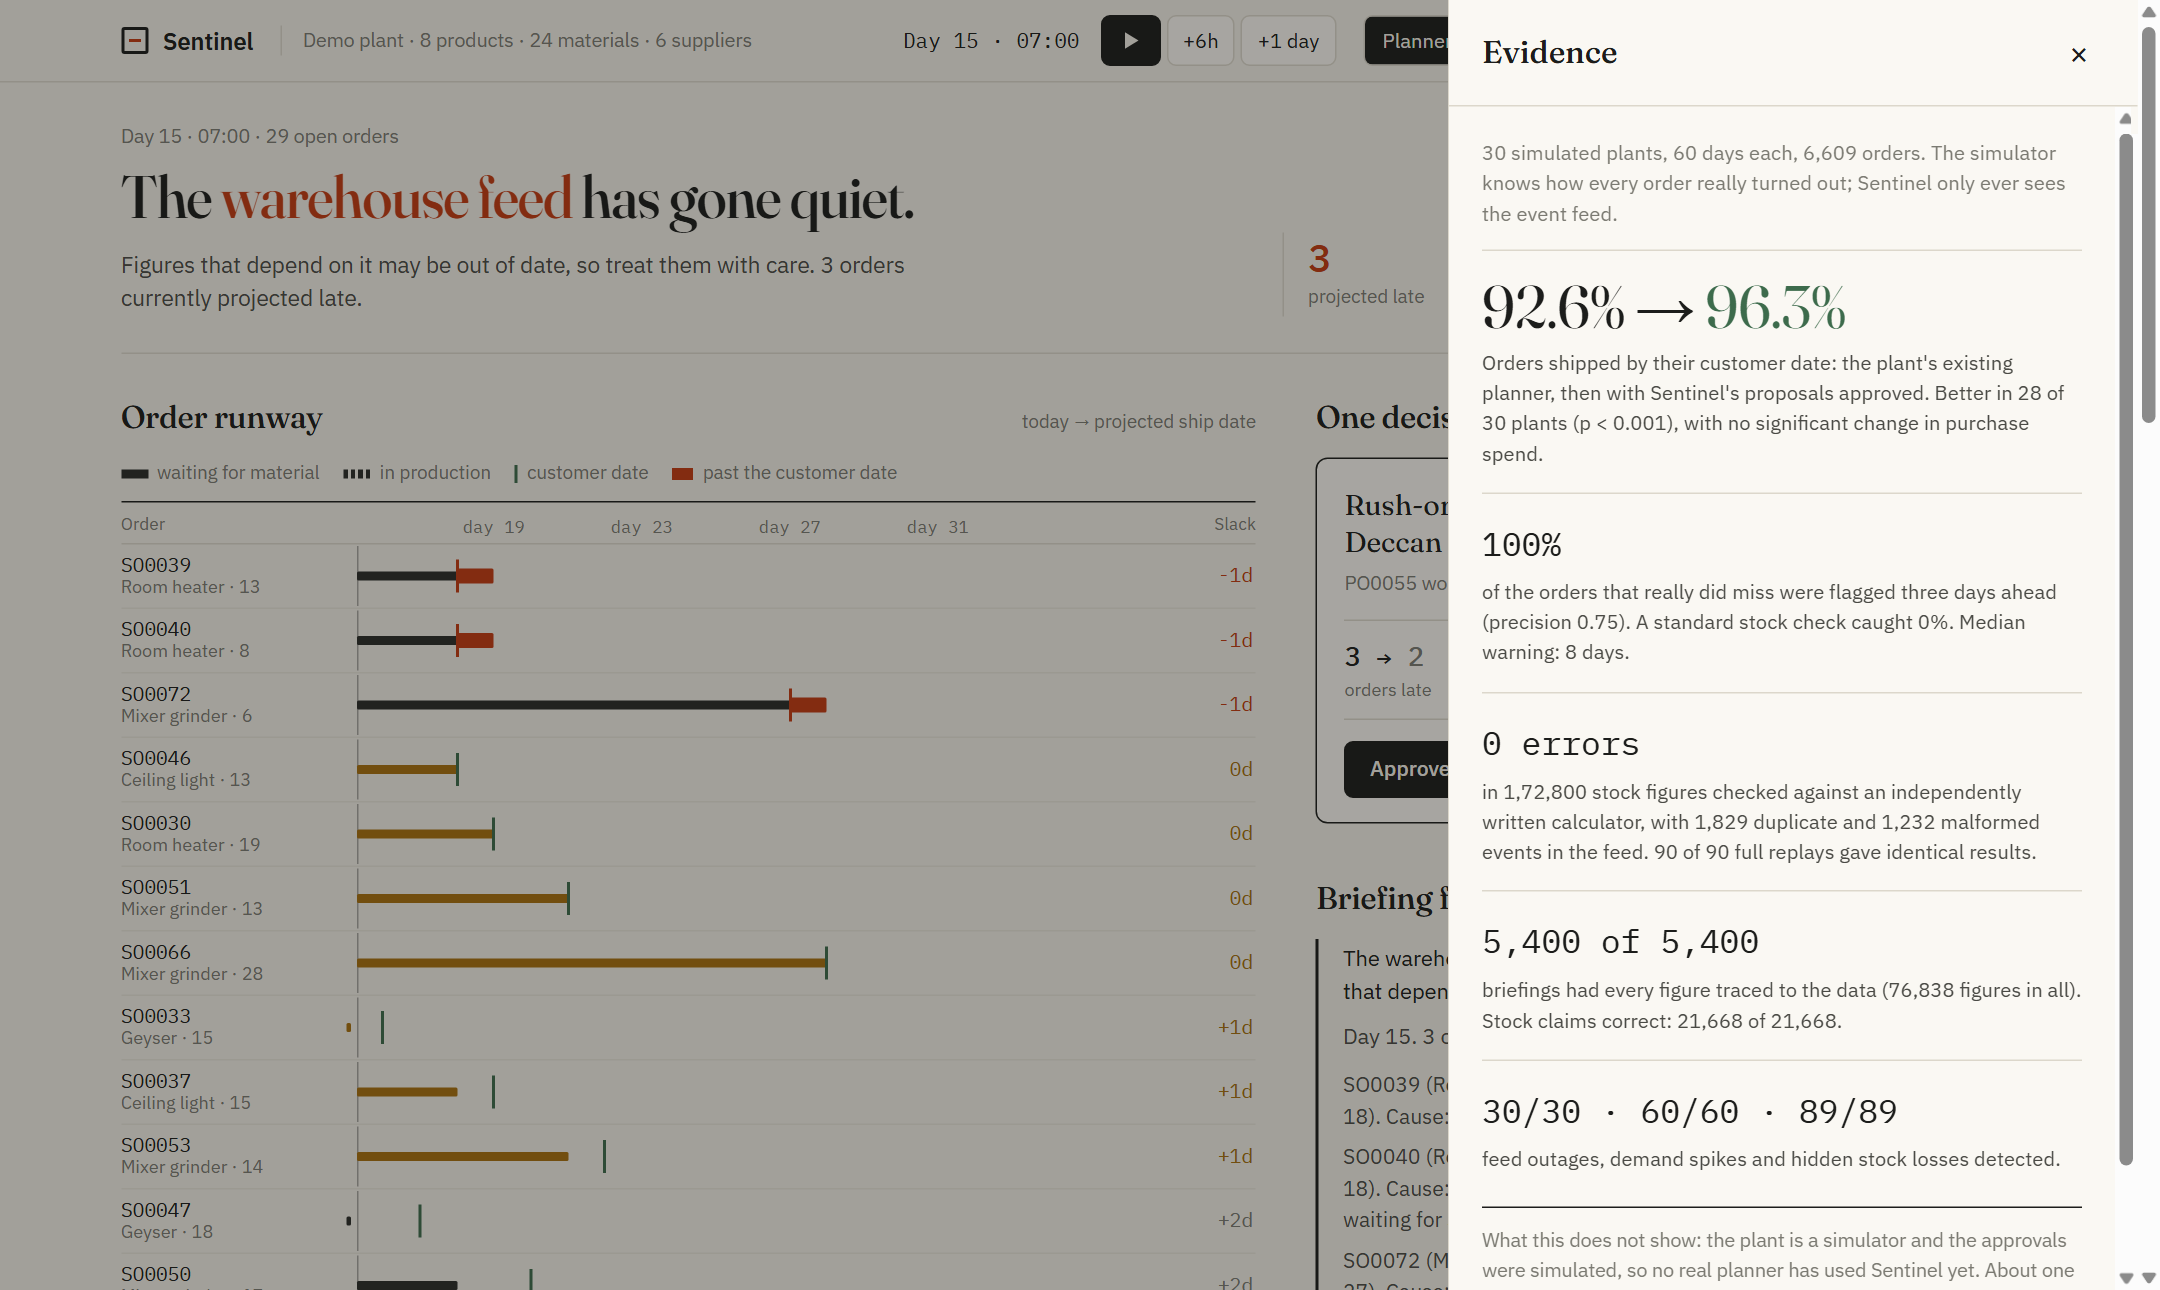 Sentinel
Demo plant · 8 products · 24 materials · 6 suppliers
Day 15 · 07:00
+6h
+1 day
Planner
Day 15 · 07:00 · 29 open orders
The warehouse feed has gone quiet.
Figures that depend on it may be out of date, so treat them with care. 3 orders
currently projected late.
3
projected late
Order runway
today → projected ship date
waiting for material
in production
customer date
past the customer date
Order
day 19
day 23
day 27
day 31
Slack
SO0039
Room heater · 13
-1d
SO0040
Room heater · 8
-1d
SO0072
Mixer grinder · 6
-1d
SO0046
Ceiling light · 13
0d
SO0030
Room heater · 19
0d
SO0051
Mixer grinder · 13
0d
SO0066
Mixer grinder · 28
0d
SO0033
Geyser · 15
+1d
SO0037
Ceiling light · 15
+1d
SO0053
Mixer grinder · 14
+1d
SO0047
Geyser · 18
+2d
SO0050
+2d
One decis
Rush-or
Deccan
PO0055 wo
3 → 2
orders late
Approve
Briefing f
The wareh
that depen
Day 15. 3 o
SO0039 (R
18). Cause:
SO0040 (R
18). Cause:
waiting for
SO0072 (M
Evidence
×
30 simulated plants, 60 days each, 6,609 orders. The simulator
knows how every order really turned out; Sentinel only ever sees
the event feed.
92.6% → 96.3%
Orders shipped by their customer date: the plant's existing
planner, then with Sentinel's proposals approved. Better in 28 of
30 plants (p < 0.001), with no significant change in purchase
spend.
100%
of the orders that really did miss were flagged three days ahead
(precision 0.75). A standard stock check caught 0%. Median
warning: 8 days.
0 errors
in 1,72,800 stock figures checked against an independently
written calculator, with 1,829 duplicate and 1,232 malformed
events in the feed. 90 of 90 full replays gave identical results.
5,400 of 5,400
briefings had every figure traced to the data (76,838 figures in all).
Stock claims correct: 21,668 of 21,668.
30/30 · 60/60 · 89/89
feed outages, demand spikes and hidden stock losses detected.
What this does not show: the plant is a simulator and the approvals
were simulated, so no real planner has used Sentinel yet. About one